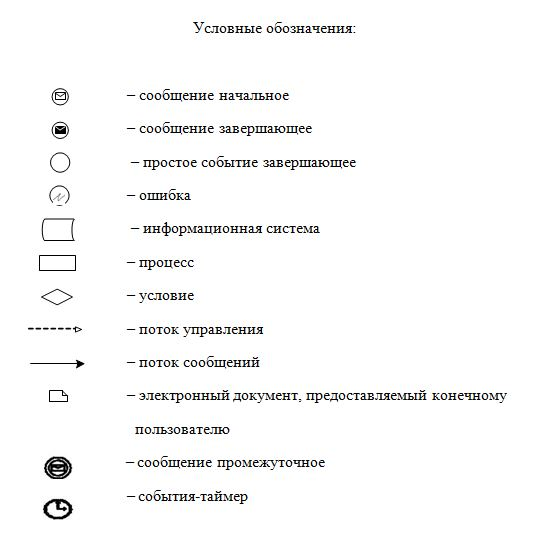 Условные обозначения:
– сообщение начальное
– сообщение завершающее
– простое событие завершающее
– ошибка
– информационная система
– процесс
– условие
– поток управления
– поток сообщений
– электронный документ, предоставляемый конечному
пользователю
– сообщение промежуточное
– события-таймер